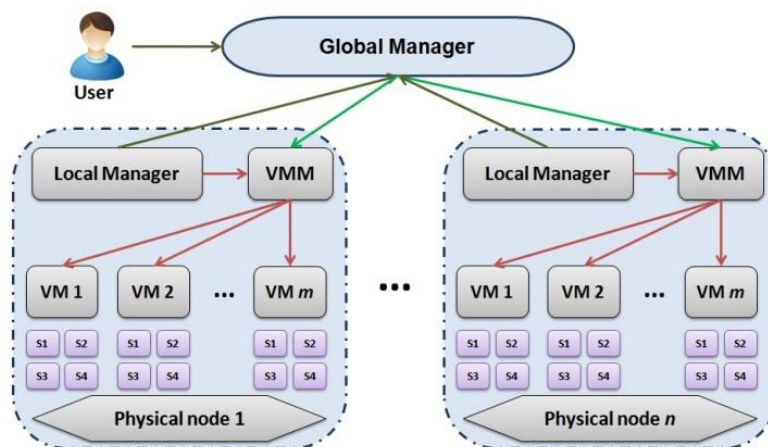 Global Manager
User
Local Manager VMM
VM 1 VM 2 ... VM m
S1 S2 S1 S2 S1 S2
S3 S4 S3 S4 S3 S4
Physical node 1
...
Local Manager VMM
VM 1 VM 2 ... VM m
S1 S2 S1 S2 S1 S2
S3 S4 S3 S4 S3 S4
Physical node n